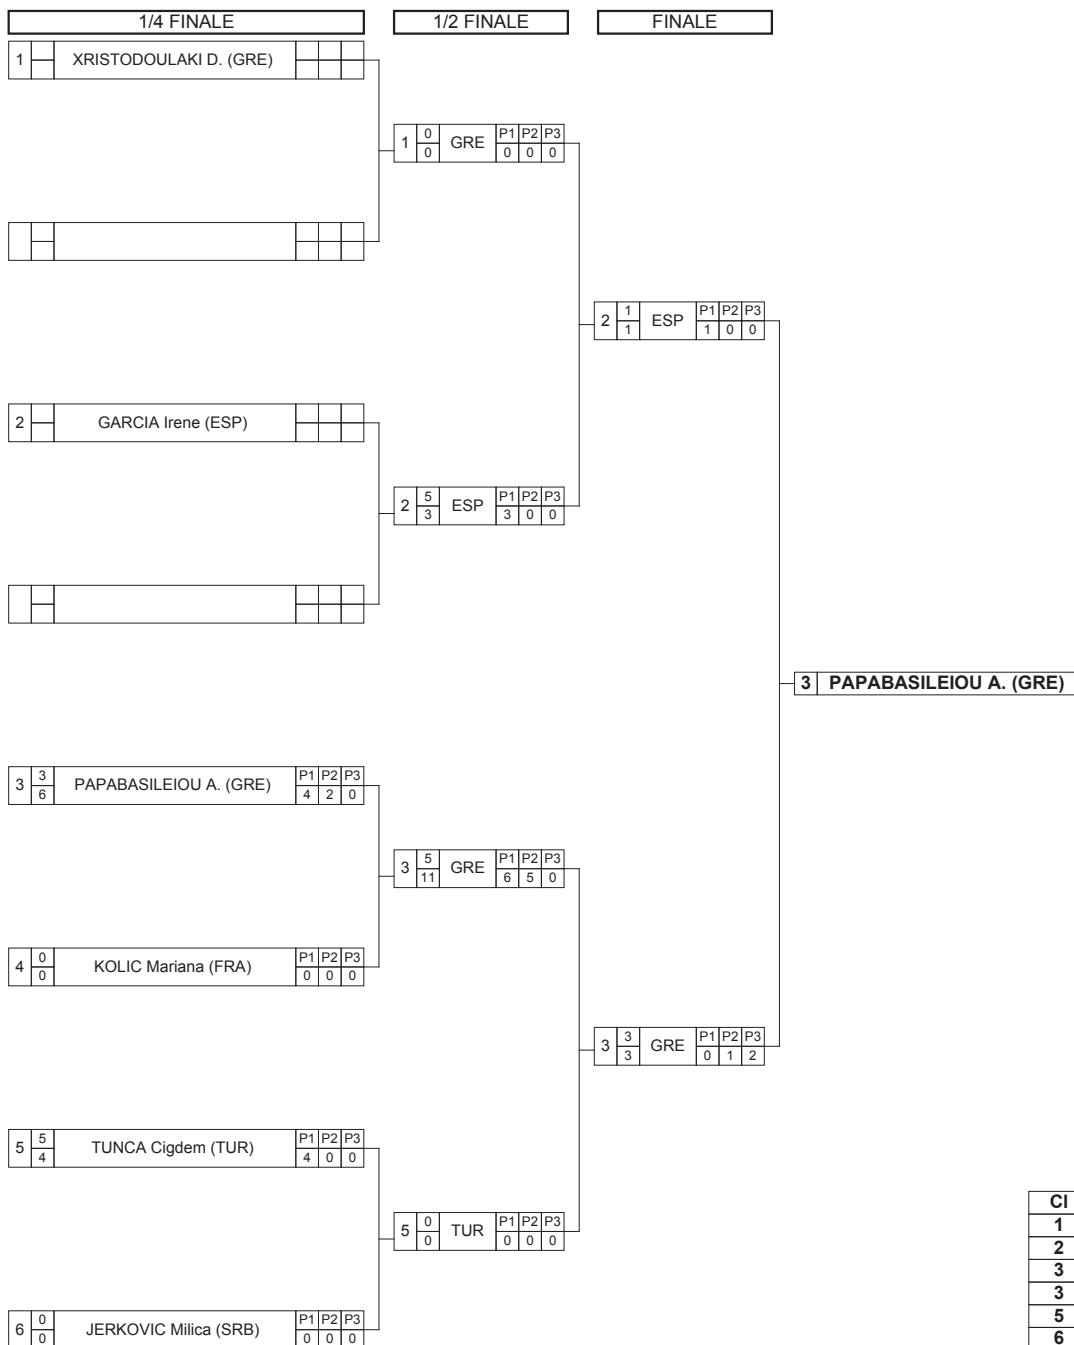 1/4 FINALE 1/2 FINALE FINALE
1 XRISTODOULAKI D. (GRE)
1 0 0 GRE P1 P2 P3 0 0 0
2 1 1 ESP P1 P2 P3 1 0 0
2 GARCIA Irene (ESP)
2 5 3 ESP P1 P2 P3 3 0 0
3 PAPABASILEIOU A. (GRE)
3 3 6 PAPABASILEIOU A. (GRE) P1 P2 P3 4 2 0
3 5 11 GRE P1 P2 P3 6 5 0
4 0 0 KOLIC Mariana (FRA) P1 P2 P3 0 0 0
3 3 3 GRE P1 P2 P3 0 1 2
5 5 4 TUNCA Cigdem (TUR) P1 P2 P3 4 0 0
5 0 0 TUR P1 P2 P3 0 0 0
6 0 0 JERKOVIC Milica (SRB) P1 P2 P3 0 0 0
Cl
1
2
3
3
5
6